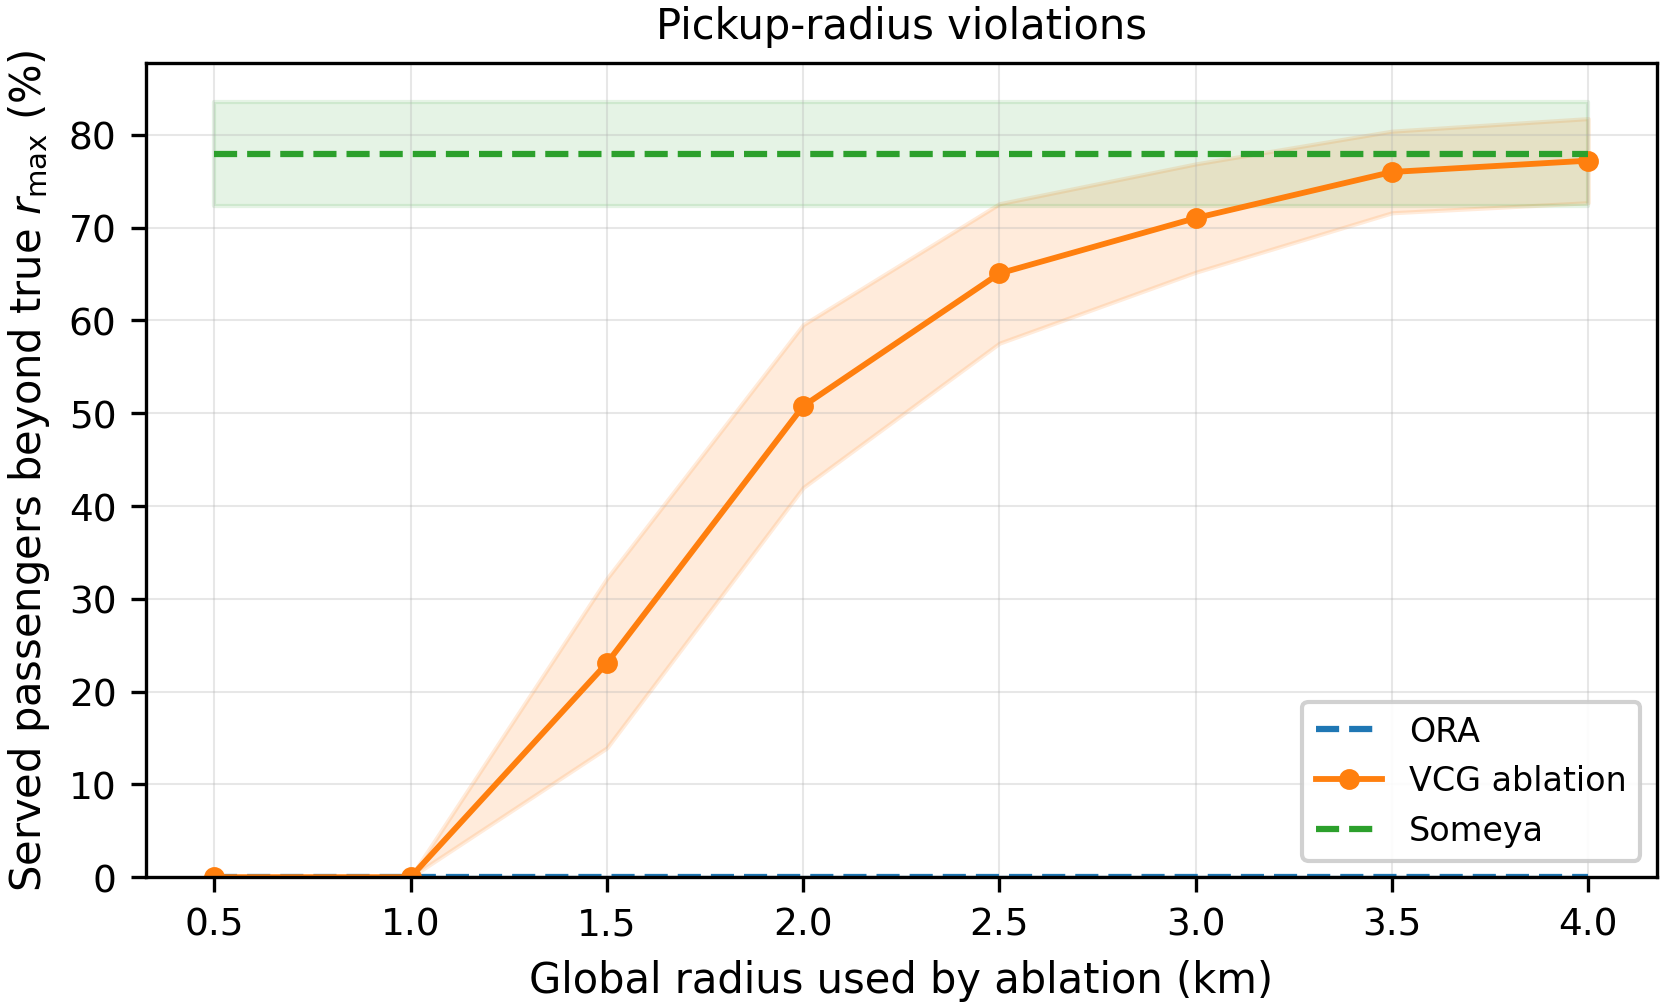 Pickup-radius violations
Served passengers beyond true r_max (%)
80
70
60
50
40
30
20
10
0
0.5 1.0 1.5 2.0 2.5 3.0 3.5 4.0
Global radius used by ablation (km)
ORA
VCG ablation
Someya